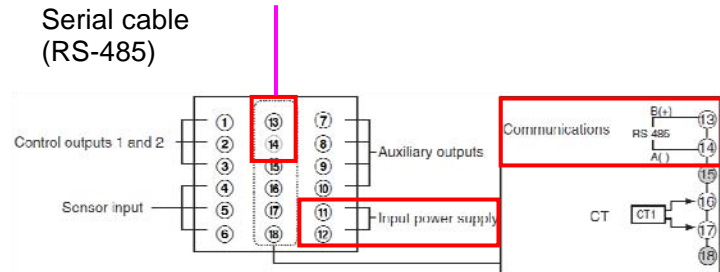 Serial cable
(RS-485)
Control outputs 1 and 2
Sensor input
1
2
3
4
5
6
13
14
15
16
17
18
7
8
9
10
11
12
Auxiliary outputs
Input power supply
Communications
RS 485
B(+)
A( )
CT
CT1
13
14
15
16
17
18